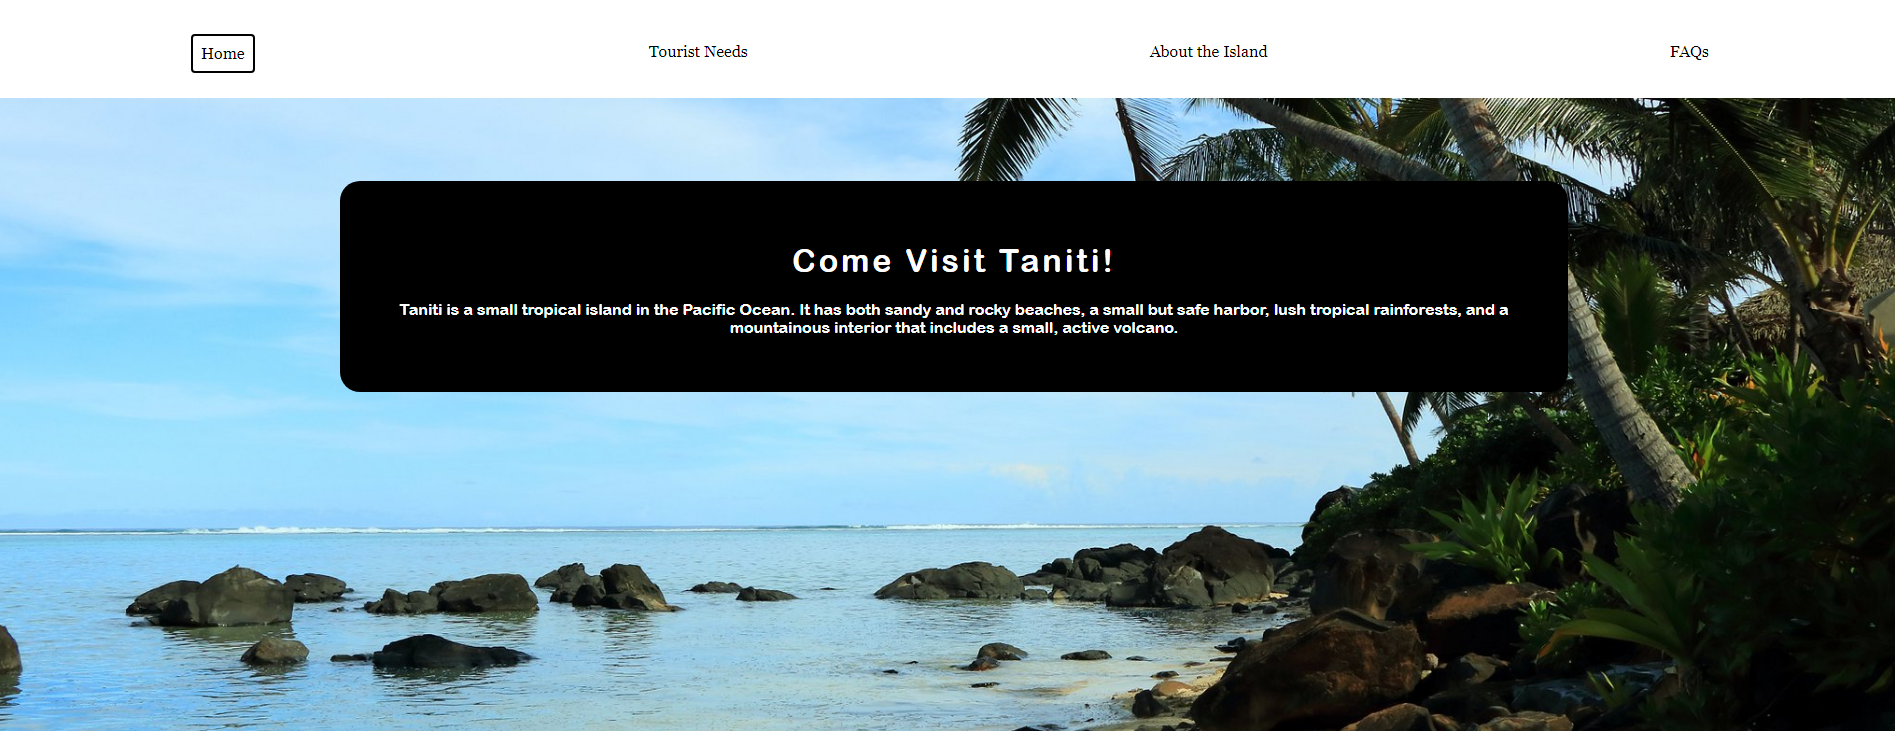 Home
Tourist Needs
About the Island
FAQs
Come Visit Taniti!
Taniti is a small tropical island in the Pacific Ocean. It has both sandy and rocky beaches, a small but safe harbor, lush tropical rainforests, and a
mountainous interior that includes a small, active volcano.